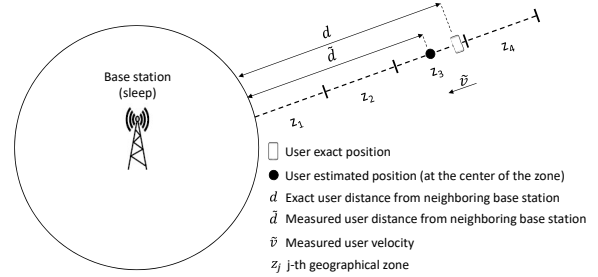 d
d̃
z₄
z₃
Base station
(sleep)
ṽ
z₂
z₁
User exact position
User estimated position (at the center of the zone)
d Exact user distance from neighboring base station
d̃ Measured user distance from neighboring base station
ṽ Measured user velocity
zⱼ j-th geographical zone